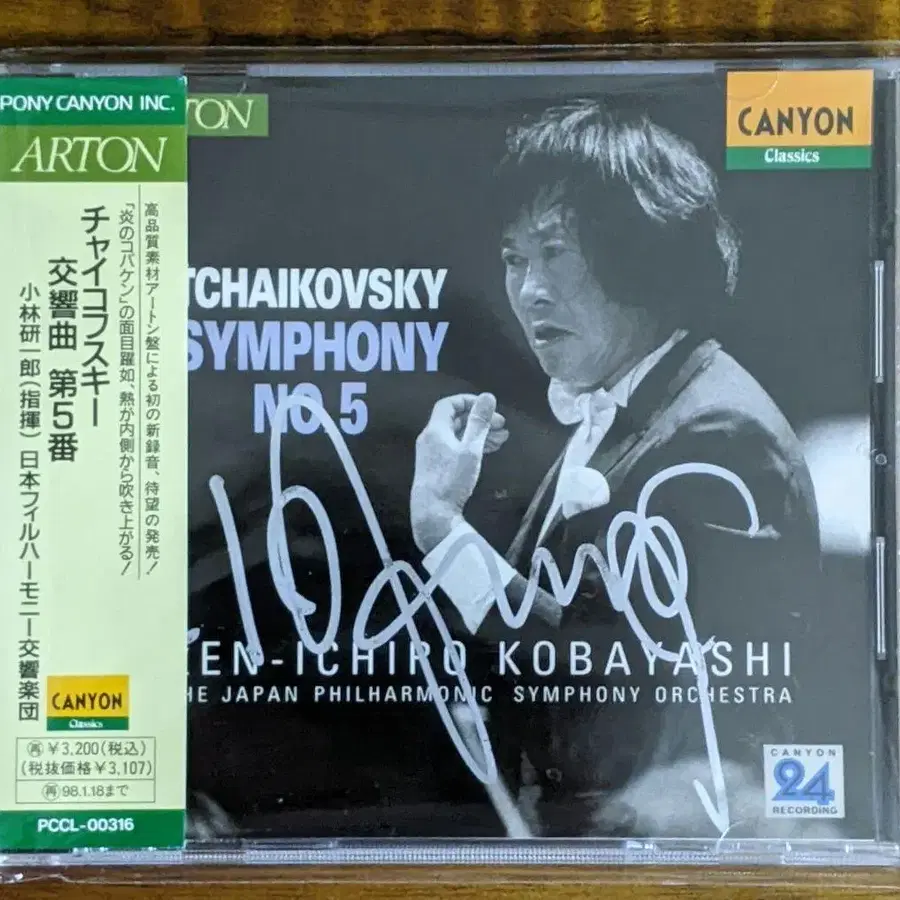 PONY CANYON INC.
ARTON
高品質素材アートン盤による初の新録音、待望の発売!
「炎のコバケン」の面目躍如、熱が内側から吹き上がる!
チャイコフスキー
交響曲 第5番
小林研一郎(指揮) 日本フィルハーモニー交響楽団
CANYON
Classics
再¥3,200(税込)
(税抜価格¥3,107)
再98.1.18まで
PCCL-00316
TON
CANYON
Classics
TCHAIKOVSKY
SYMPHONY
NO.5
KEN-ICHIRO KOBAYASHI
THE JAPAN PHILHARMONIC SYMPHONY ORCHESTRA
CANYON
24
RECORDING